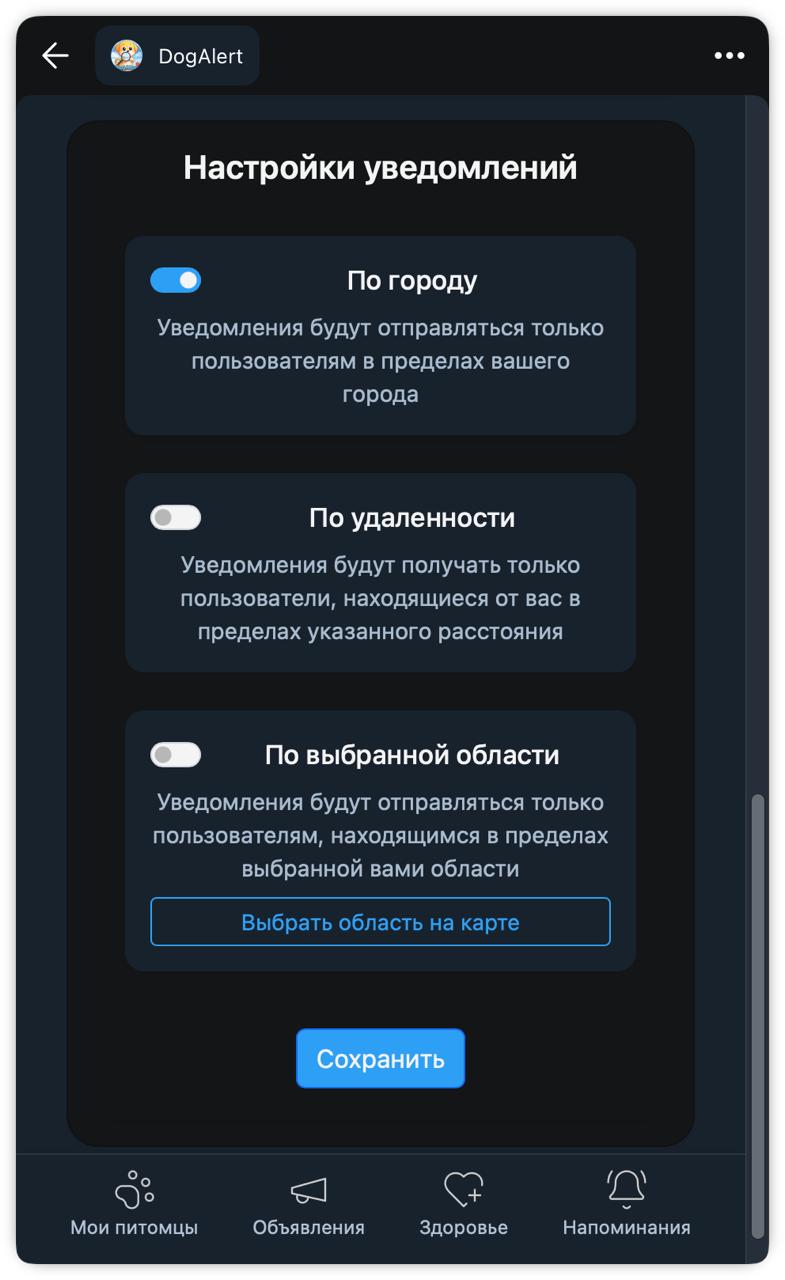 DogAlert
Настройки уведомлений
По городу
Уведомления будут отправляться только
пользователям в пределах вашего
города
По удаленности
Уведомления будут получать только
пользователи, находящиеся от вас в
пределах указанного расстояния
По выбранной области
Уведомления будут отправляться только
пользователям, находящимся в пределах
выбранной вами области
Выбрать область на карте
Сохранить
Мои питомцы
Объявления
Здоровье
Напоминания